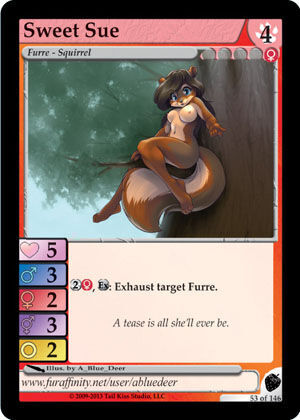 Sweet Sue
4
Furre - Squirrel
5
3
2
3
2
2, Ex: Exhaust target Furre.
A tease is all she'll ever be.
Illus. by A_Blue_Deer
www.furaffinity.net/user/abluedeer
53 of 146
© 2009-2013 Tail Kiss Studio, LLC